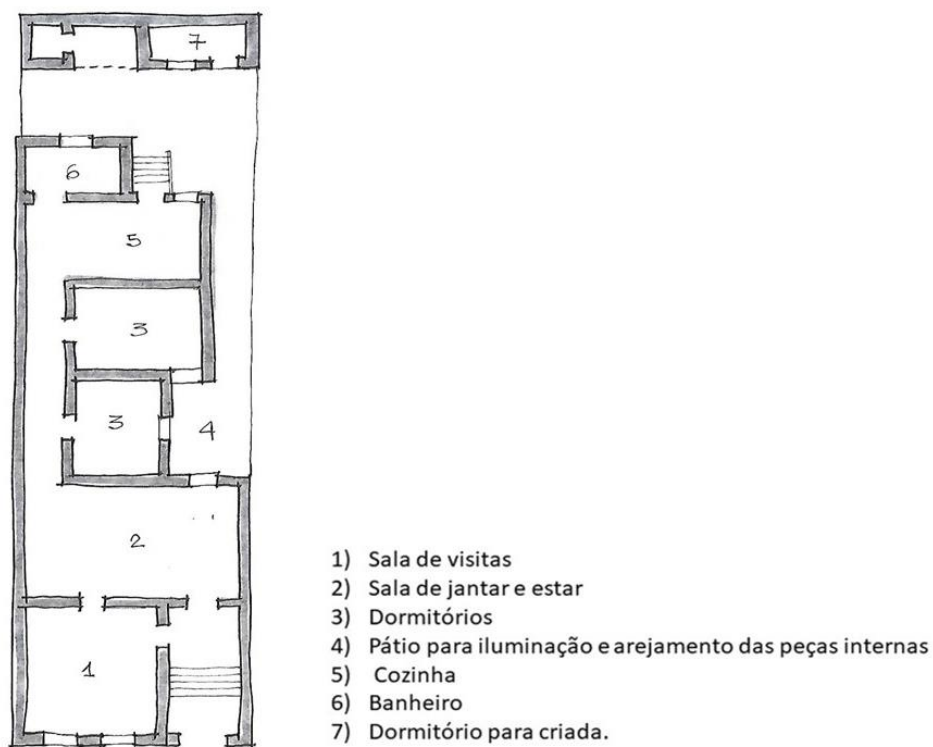 7
6
5
3
3
4
2
1
1) Sala de visitas
2) Sala de jantar e estar
3) Dormitórios
4) Pátio para iluminação e arejamento das peças internas
5) Cozinha
6) Banheiro
7) Dormitório para criada.